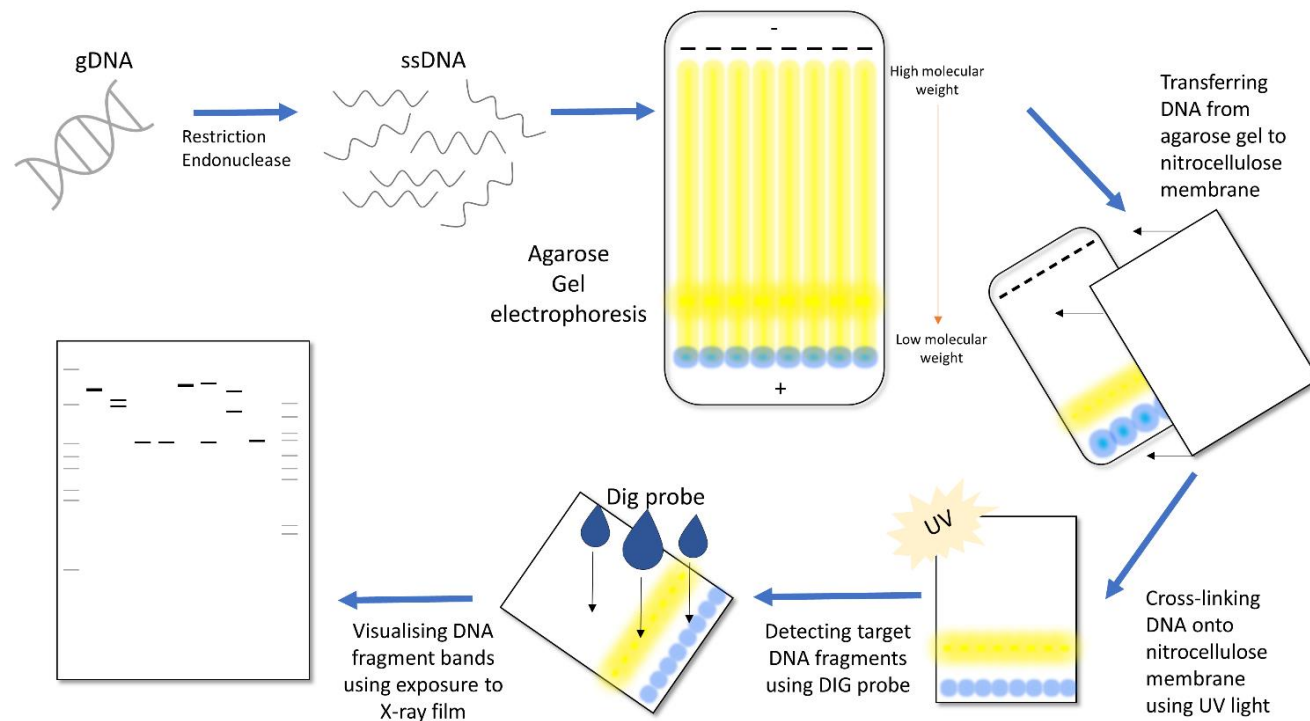 gDNA
Restriction
Endonuclease
ssDNA
Agarose
Gel
electrophoresis
-
+
High molecular
weight
Low molecular
weight
Transferring
DNA from
agarose gel to
nitrocellulose
membrane
UV
Cross-linking
DNA onto
nitrocellulose
membrane
using UV light
Detecting target
DNA fragments
using DIG probe
Dig probe
Visualising DNA
fragment bands
using exposure to
X-ray film